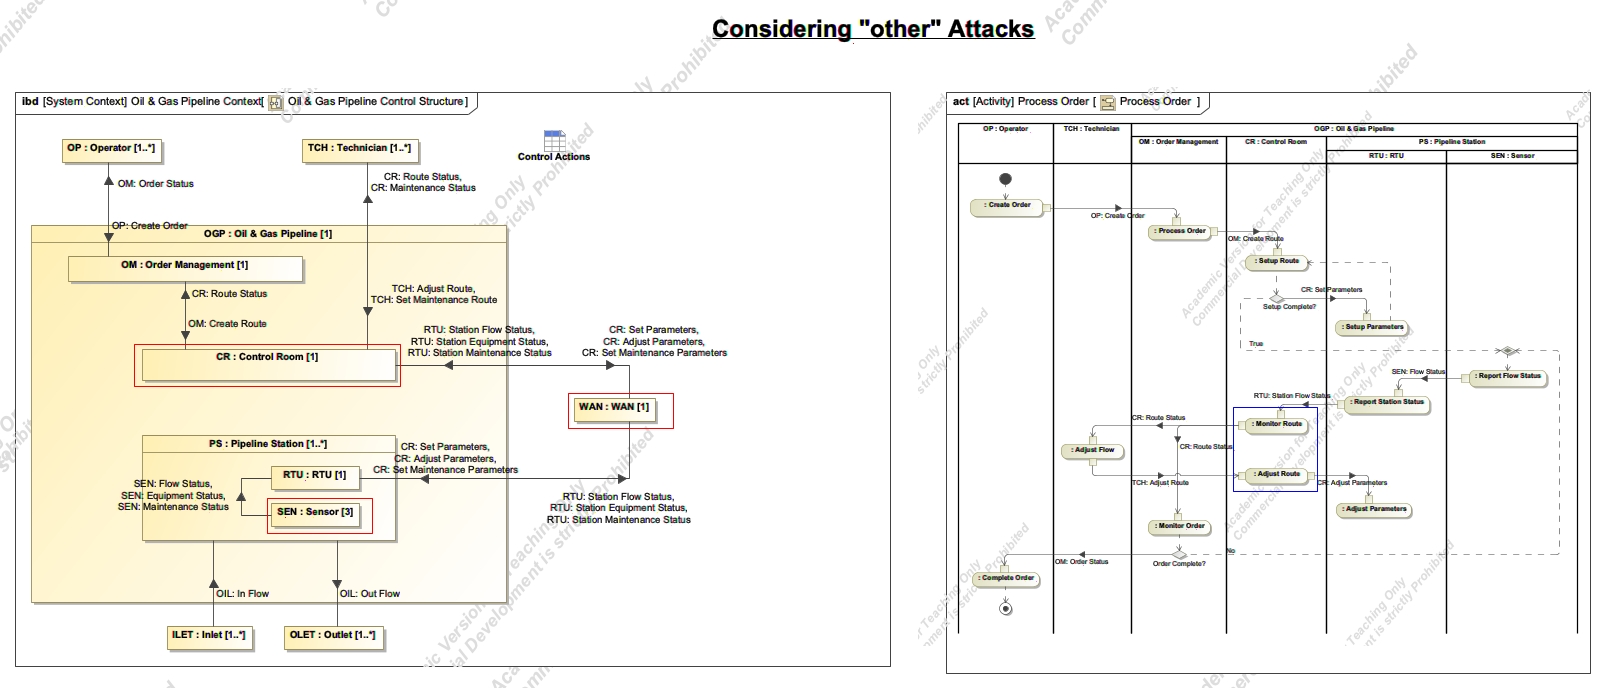 Considering "other" Attacks
ibd [System Context] Oil & Gas Pipeline Context[ Oil & Gas Pipeline Control Structure]
OP : Operator [1..*]
TCH : Technician [1..*]
Control Actions
OM: Order Status
CR: Route Status,
CR: Maintenance Status
OP: Create Order
OGP : Oil & Gas Pipeline [1]
OM : Order Management [1]
CR: Route Status
TCH: Adjust Route,
TCH: Set Maintenance Route
OM: Create Route
CR : Control Room [1]
RTU: Station Flow Status,
RTU: Station Equipment Status,
RTU: Station Maintenance Status
CR: Set Parameters,
CR: Adjust Parameters,
CR: Set Maintenance Parameters
WAN : WAN [1]
PS : Pipeline Station [1..*]
CR: Set Parameters,
CR: Adjust Parameters,
CR: Set Maintenance Parameters
RTU : RTU [1]
SEN: Flow Status,
SEN: Equipment Status,
SEN: Maintenance Status
SEN : Sensor [3]
RTU: Station Flow Status,
RTU: Station Equipment Status,
RTU: Station Maintenance Status
OIL: In Flow
OIL: Out Flow
ILET : Inlet [1..*]
OLET : Outlet [1..*]
act [Activity] Process Order [ Process Order ]
OP : Operator
TCH : Technician
OGP : Oil & Gas Pipeline
OM : Order Management
CR : Control Room
PS : Pipeline Station
RTU : RTU
SEN : Sensor
: Create Order
OP: Create Order
: Process Order
OM: Create Route
: Setup Route
CR: Set Parameters
Setup Complete?
: Setup Parameters
True
SEN: Flow Status
: Report Flow Status
RTU: Station Flow Status
: Report Station Status
CR: Route Status
: Monitor Route
CR: Route Status
: Adjust Flow
TCH: Adjust Route
: Adjust Route
CR: Adjust Parameters
: Adjust Parameters
: Monitor Order
No
OM: Order Status
Order Complete?
: Complete Order